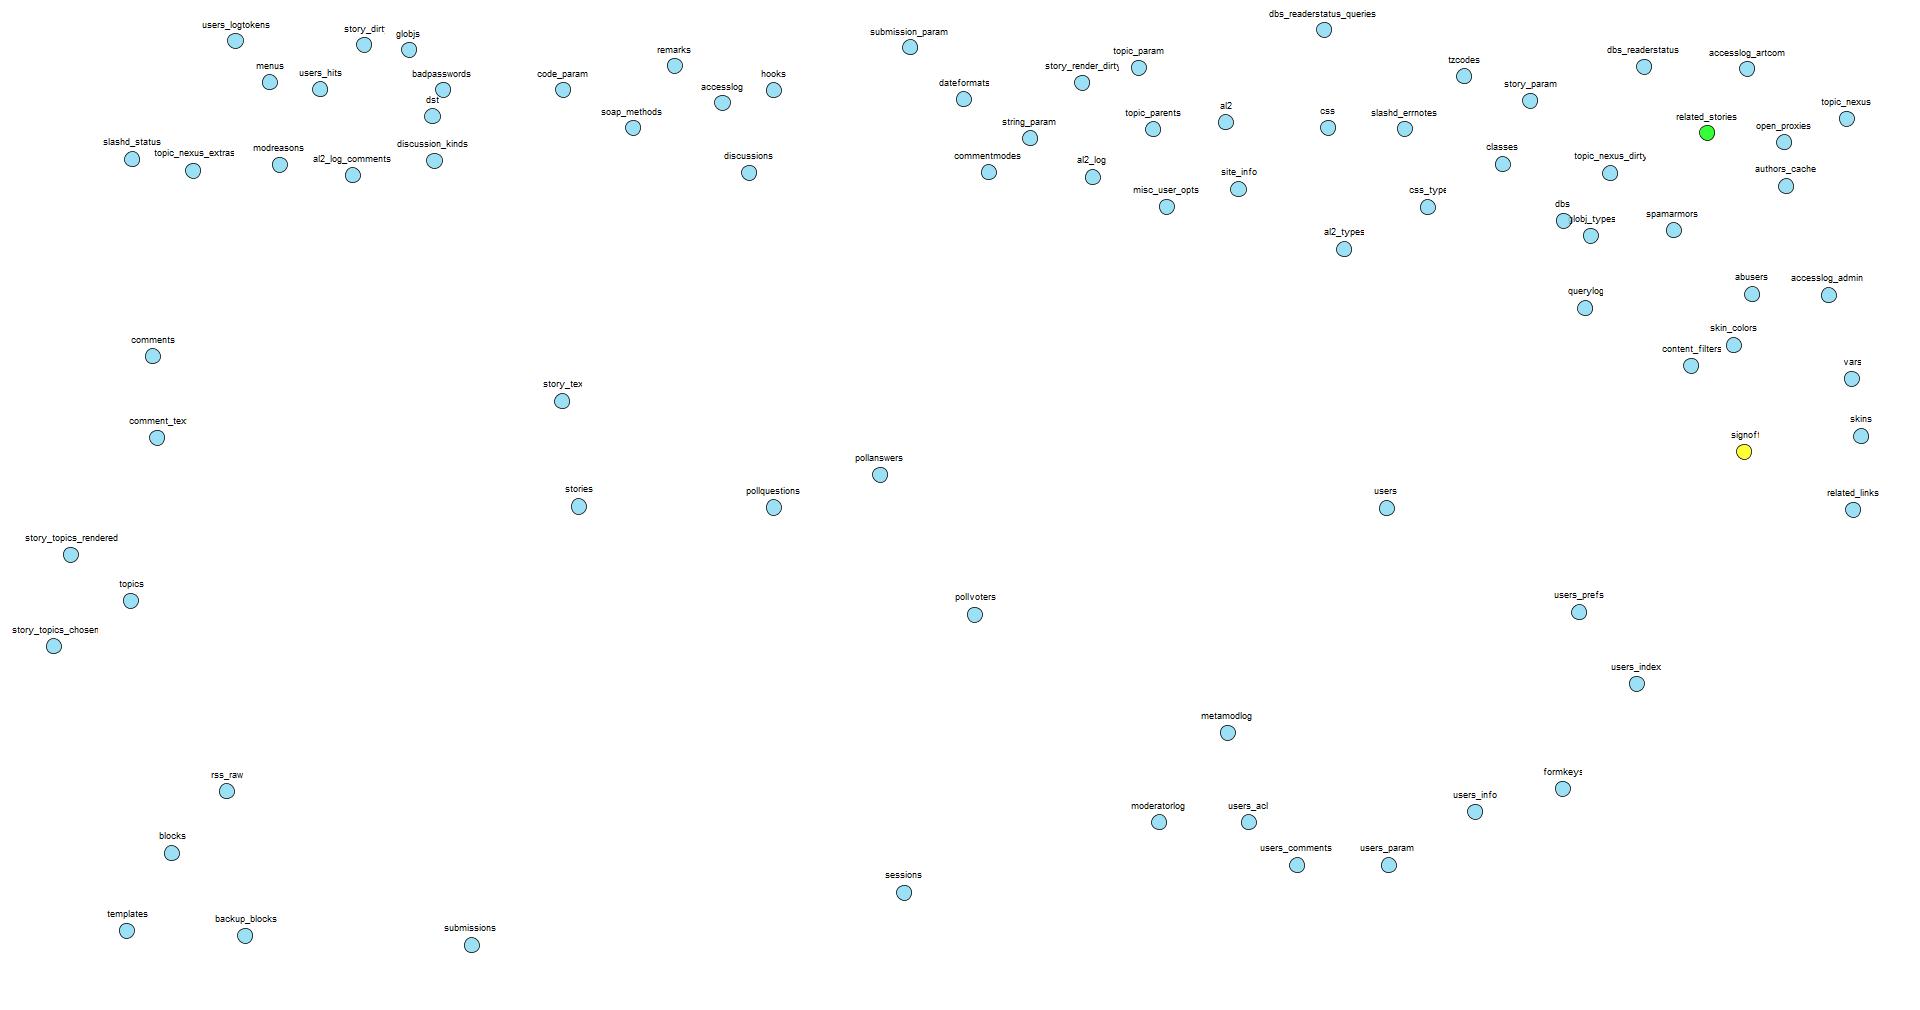 dbs_readerstatus_queries
users_logtokens
story_dirt
globjs
submission_param
remarks
topic_param
dbs_readerstatus
accesslog_artcom
tzcodes
menus
users_hits
badpasswords
code_param
hooks
story_render_dirty
dateformats
story_param
accesslog
dst
topic_nexus
al2
soap_methods
string_param
topic_parents
css
slashd_errnotes
related_stories
open_proxies
slashd_status
topic_nexus_extras
modreasons
al2_log_comments
discussion_kinds
discussions
commentmodes
al2_log
classes
topic_nexus_dirty
site_info
authors_cache
misc_user_opts
css_type
dbs
globj_types
spamarmors
al2_types
abusers
accesslog_admin
querylog
skin_colors
comments
content_filters
vars
story_tex
comment_tex
skins
signoff
pollanswers
stories
pollquestions
users
related_links
story_topics_rendered
topics
pollvoters
users_prefs
story_topics_chosen
users_index
metamodlog
rss_raw
formkeys
users_info
moderatorlog
users_acl
blocks
users_comments
users_param
sessions
templates
backup_blocks
submissions